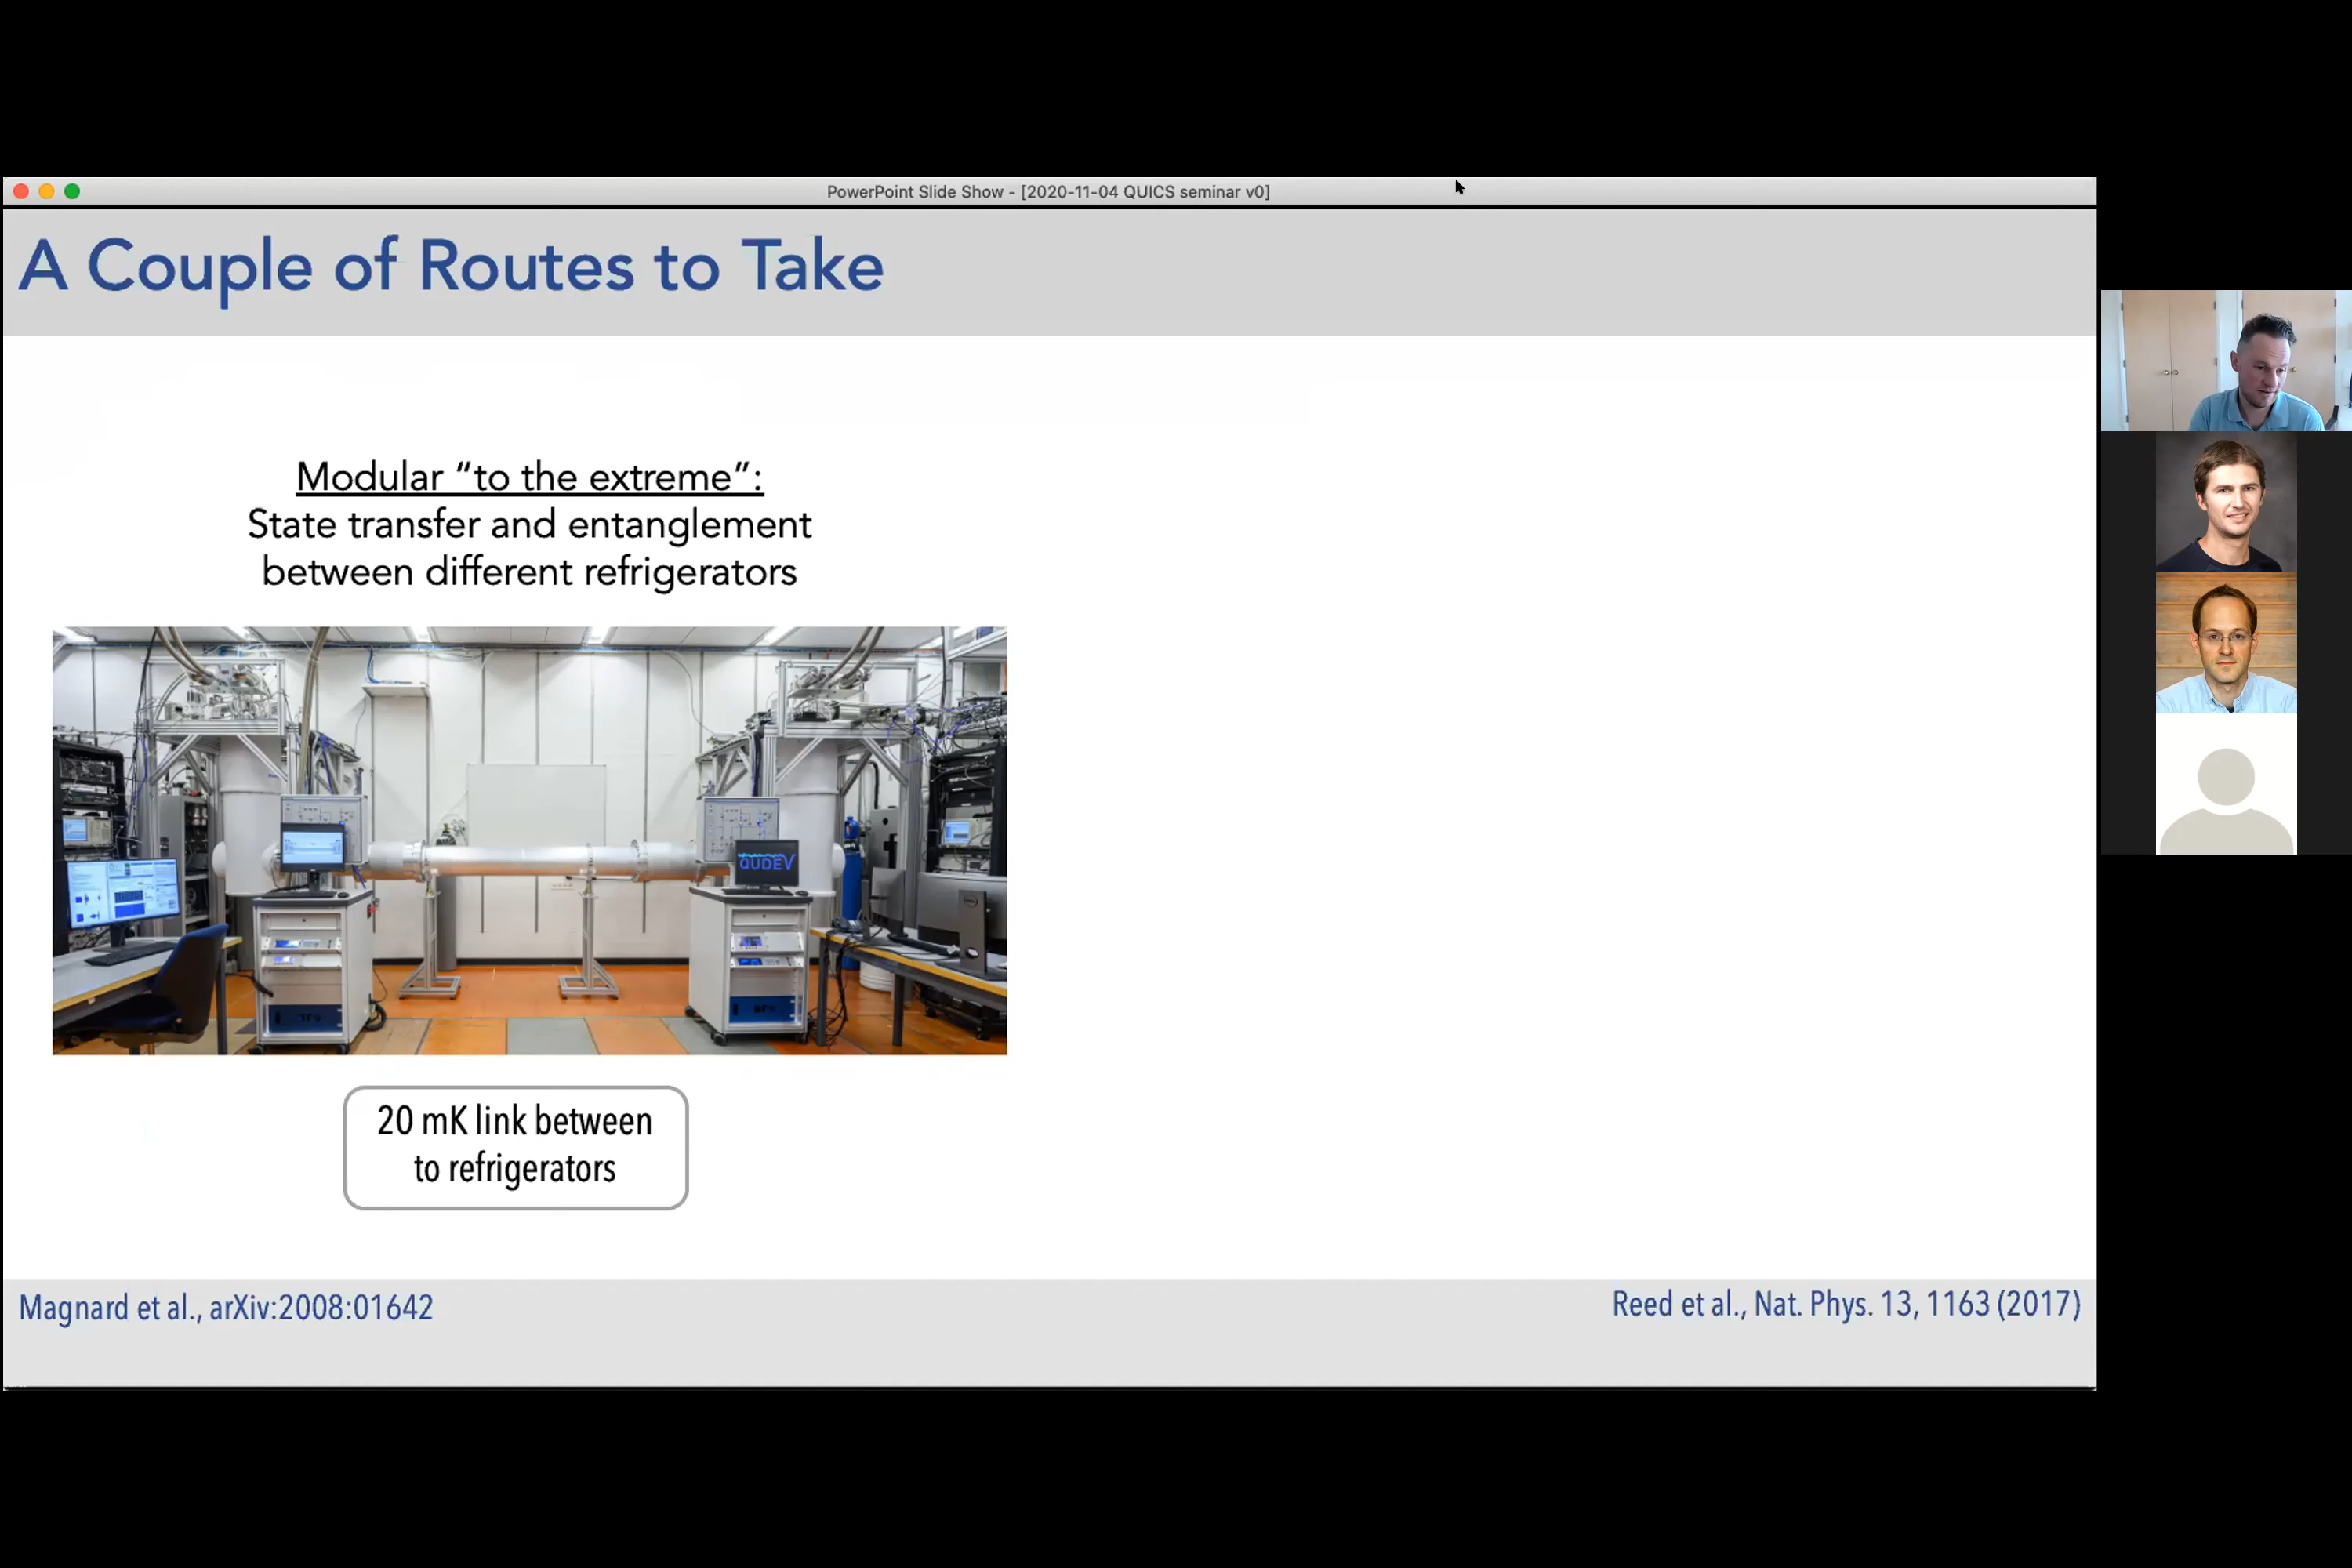 PowerPoint Slide Show - [2020-11-04 QUICS seminar v0]
A Couple of Routes to Take
Modular “to the extreme”:
State transfer and entanglement
between different refrigerators
QUDEV
20 mK link between
to refrigerators
Magnard et al., arXiv:2008:01642
Reed et al., Nat. Phys. 13, 1163 (2017)